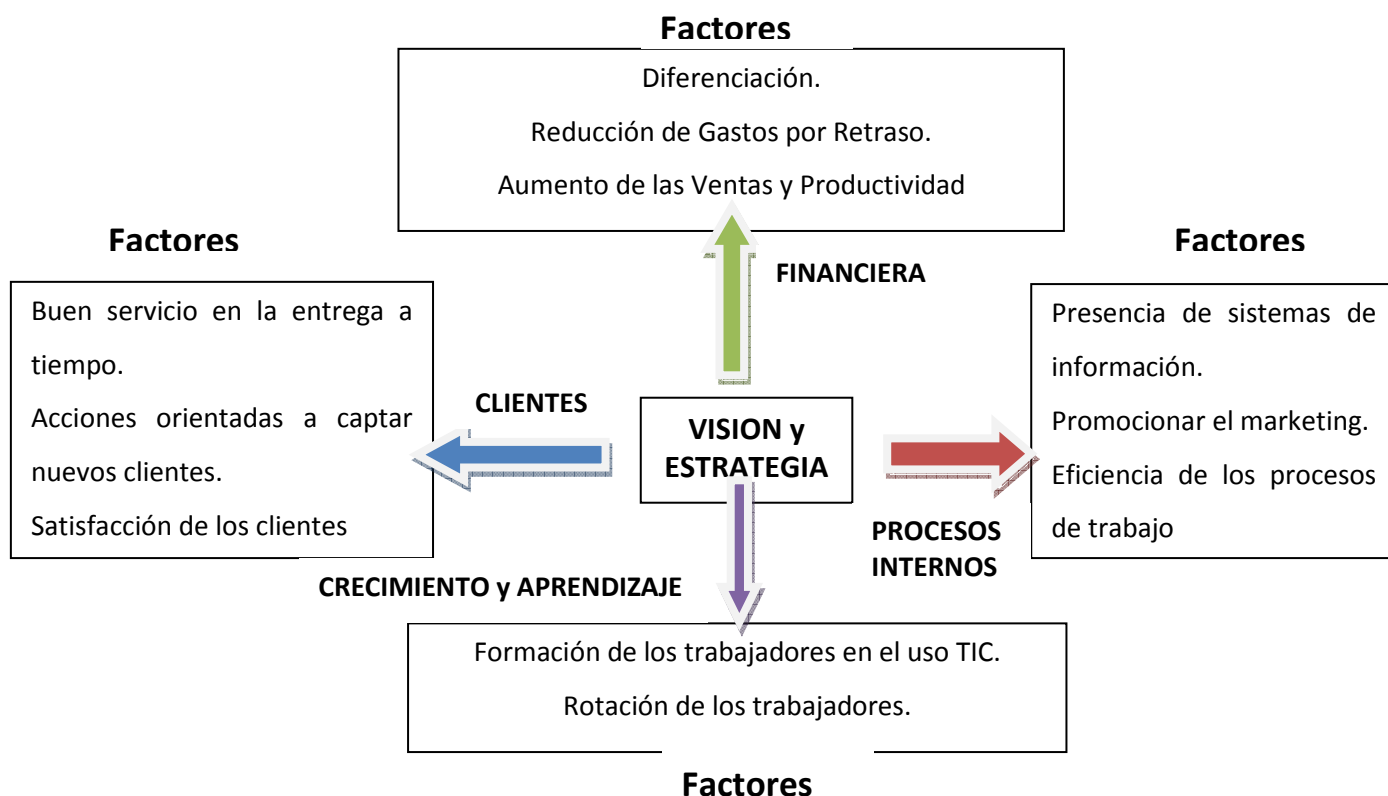 Factores
Diferenciación.
Reducción de Gastos por Retraso.
Aumento de las Ventas y Productividad
Factores
Buen servicio en la entrega a
tiempo.
Acciones orientadas a captar
nuevos clientes.
Satisfacción de los clientes
Factores
Presencia de sistemas de
información.
Promocionar el marketing.
Eficiencia de los procesos
de trabajo
FINANCIERA
CLIENTES
VISION y
ESTRATEGIA
PROCESOS
INTERNOS
CRECIMIENTO y APRENDIZAJE
Formación de los trabajadores en el uso TIC.
Rotación de los trabajadores.
Factores